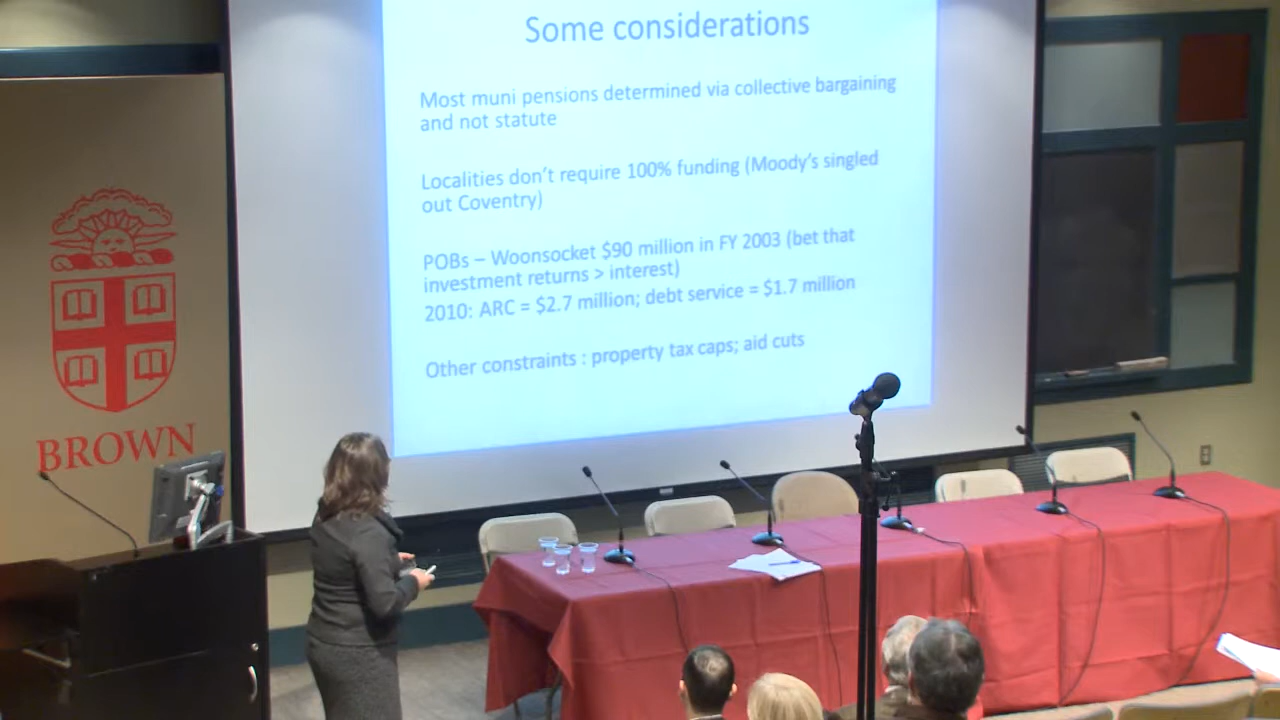 Some considerations
Most muni pensions determined via collective bargaining
and not statute
Localities don't require 100% funding (Moody's singled
out Coventry)
POBs – Woonsocket $90 million in FY 2003 (bet that
investment returns > interest)
2010: ARC = $2.7 million; debt service = $1.7 million
Other constraints : property tax caps; aid cuts
BROWN